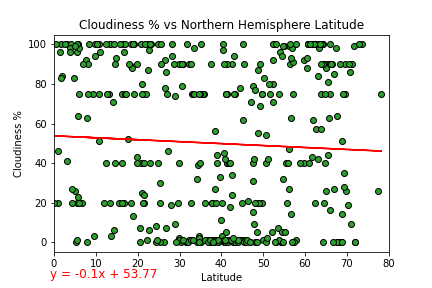 Cloudiness % vs Northern Hemisphere Latitude
Cloudiness %
100
80
60
40
20
0
0 10 20 30 40 50 60 70 80
Latitude
y = -0.1x + 53.77